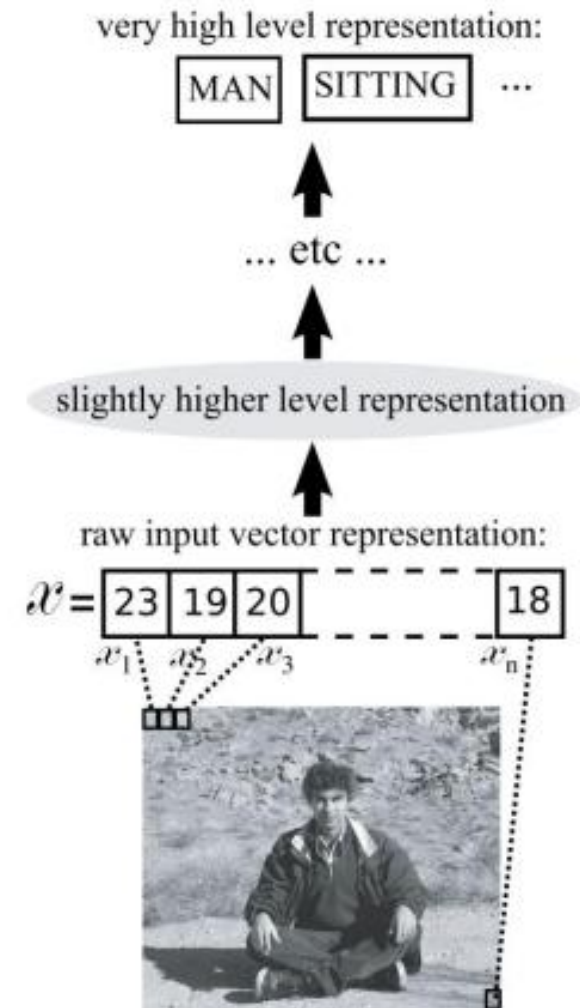 very high level representation:
MAN SITTING ...
... etc ...
slightly higher level representation
raw input vector representation:
x = 23 19 20 18
x₁ x₂ x₃ xₙ